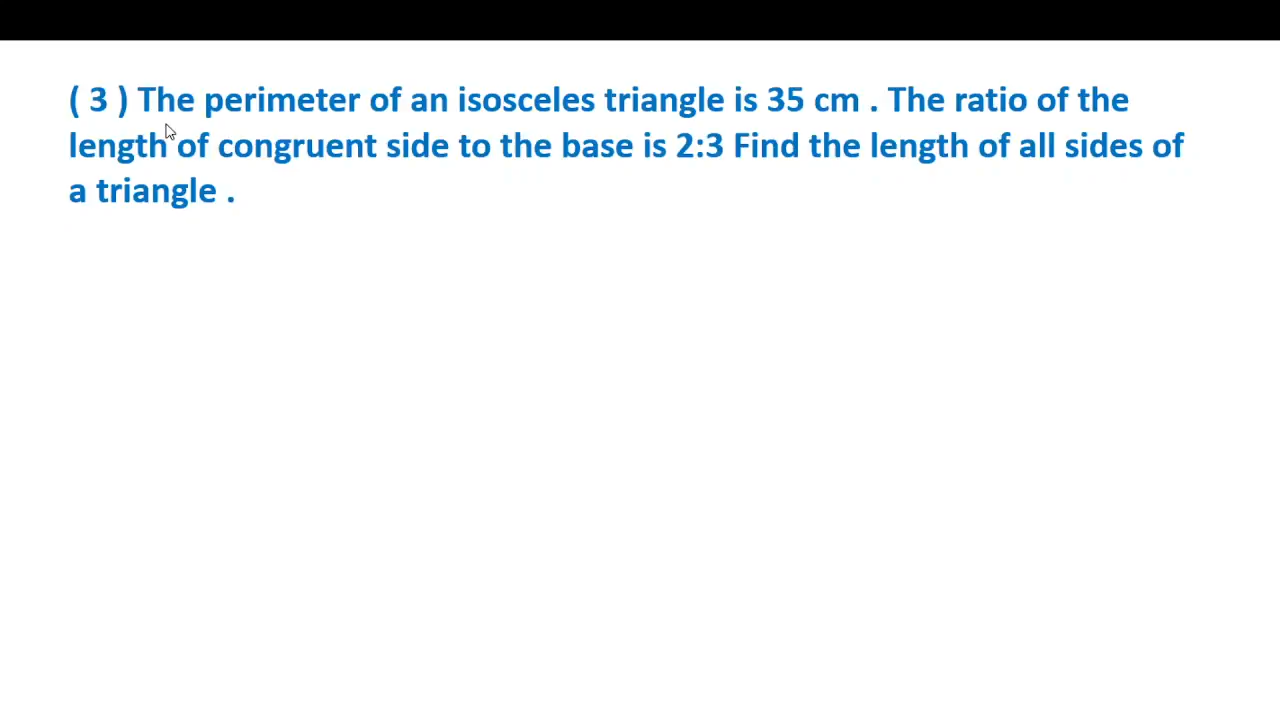 ( 3 ) The perimeter of an isosceles triangle is 35 cm . The ratio of the
length of congruent side to the base is 2:3 Find the length of all sides of
a triangle .